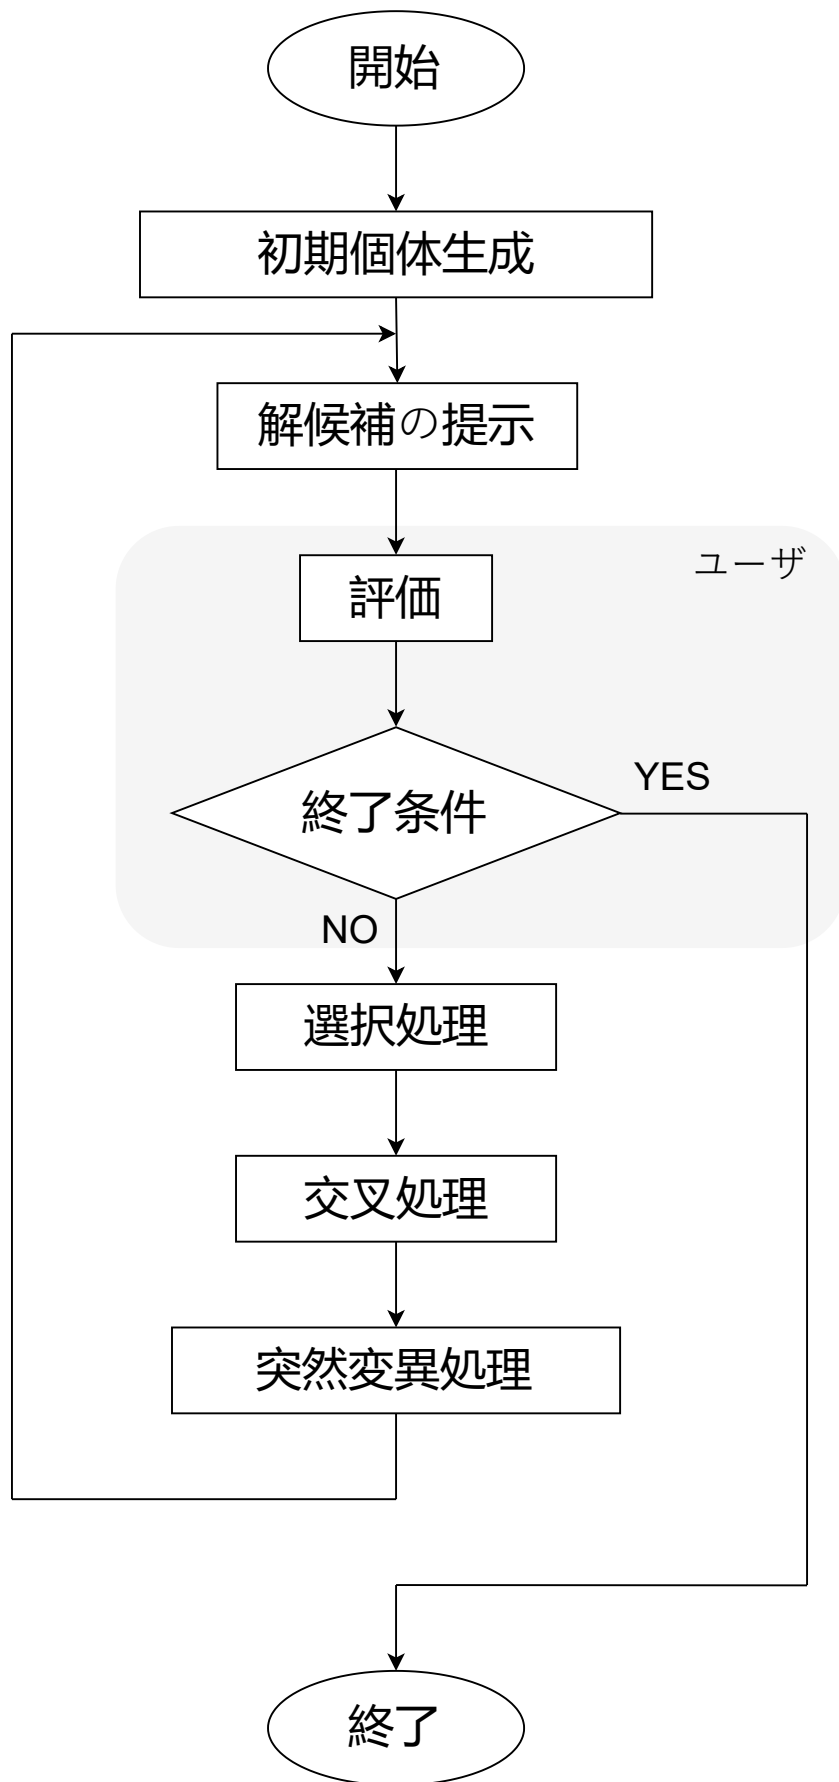 開始
初期個体生成
解候補の提示
ユーザ
評価
終了条件
YES
NO
選択処理
交叉処理
突然変異処理
終了